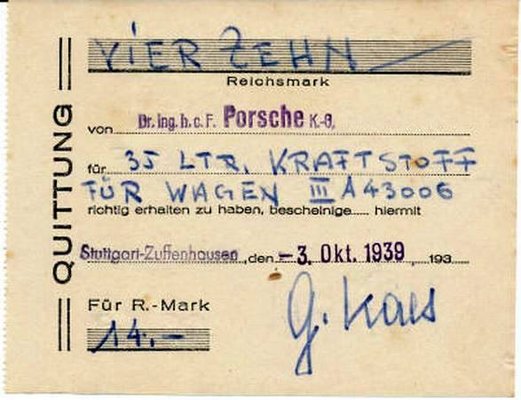 QUITTUNG
VIER ZEHN
Reichsmark
von Dr. Ing. h. c. F. Porsche K-G,
für 35 LTR. KRAFTSTOFF
FÜR WAGEN III A 43006
richtig erhalten zu haben, bescheinige..... hiermit
Stuttgart-Zuffenhausen, den -3. Okt. 1939 193
Für R.-Mark
14.-
G. Kaes